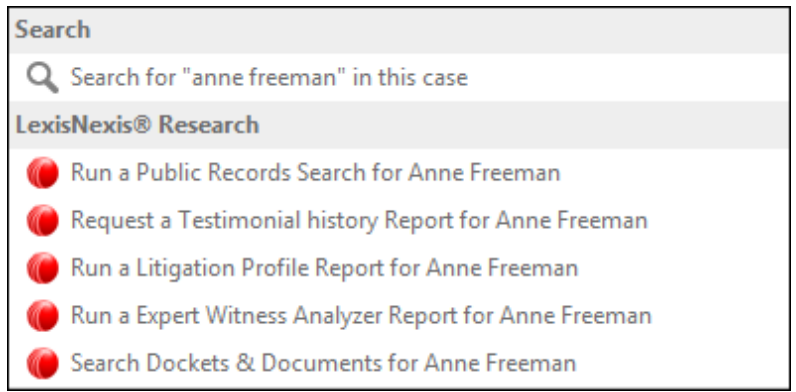 Search
Search for "anne freeman" in this case
LexisNexis® Research
Run a Public Records Search for Anne Freeman
Request a Testimonial history Report for Anne Freeman
Run a Litigation Profile Report for Anne Freeman
Run a Expert Witness Analyzer Report for Anne Freeman
Search Dockets & Documents for Anne Freeman